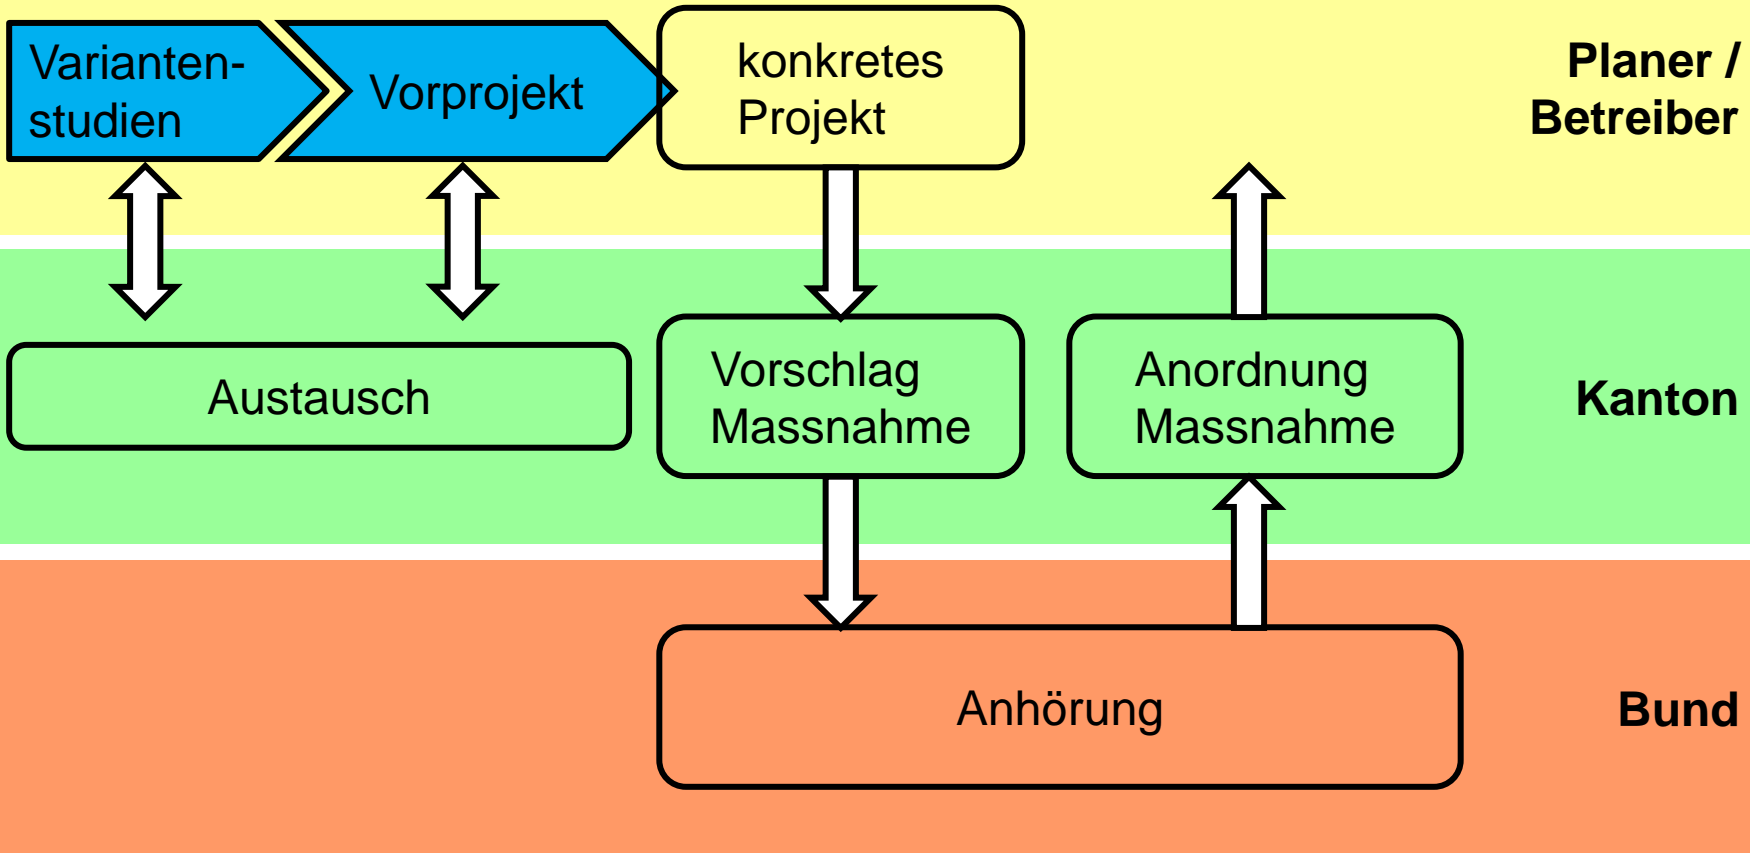 Varianten-
studien
Vorprojekt
konkretes
Projekt
Planer /
Betreiber
Austausch
Vorschlag
Massnahme
Anordnung
Massnahme
Kanton
Anhörung
Bund